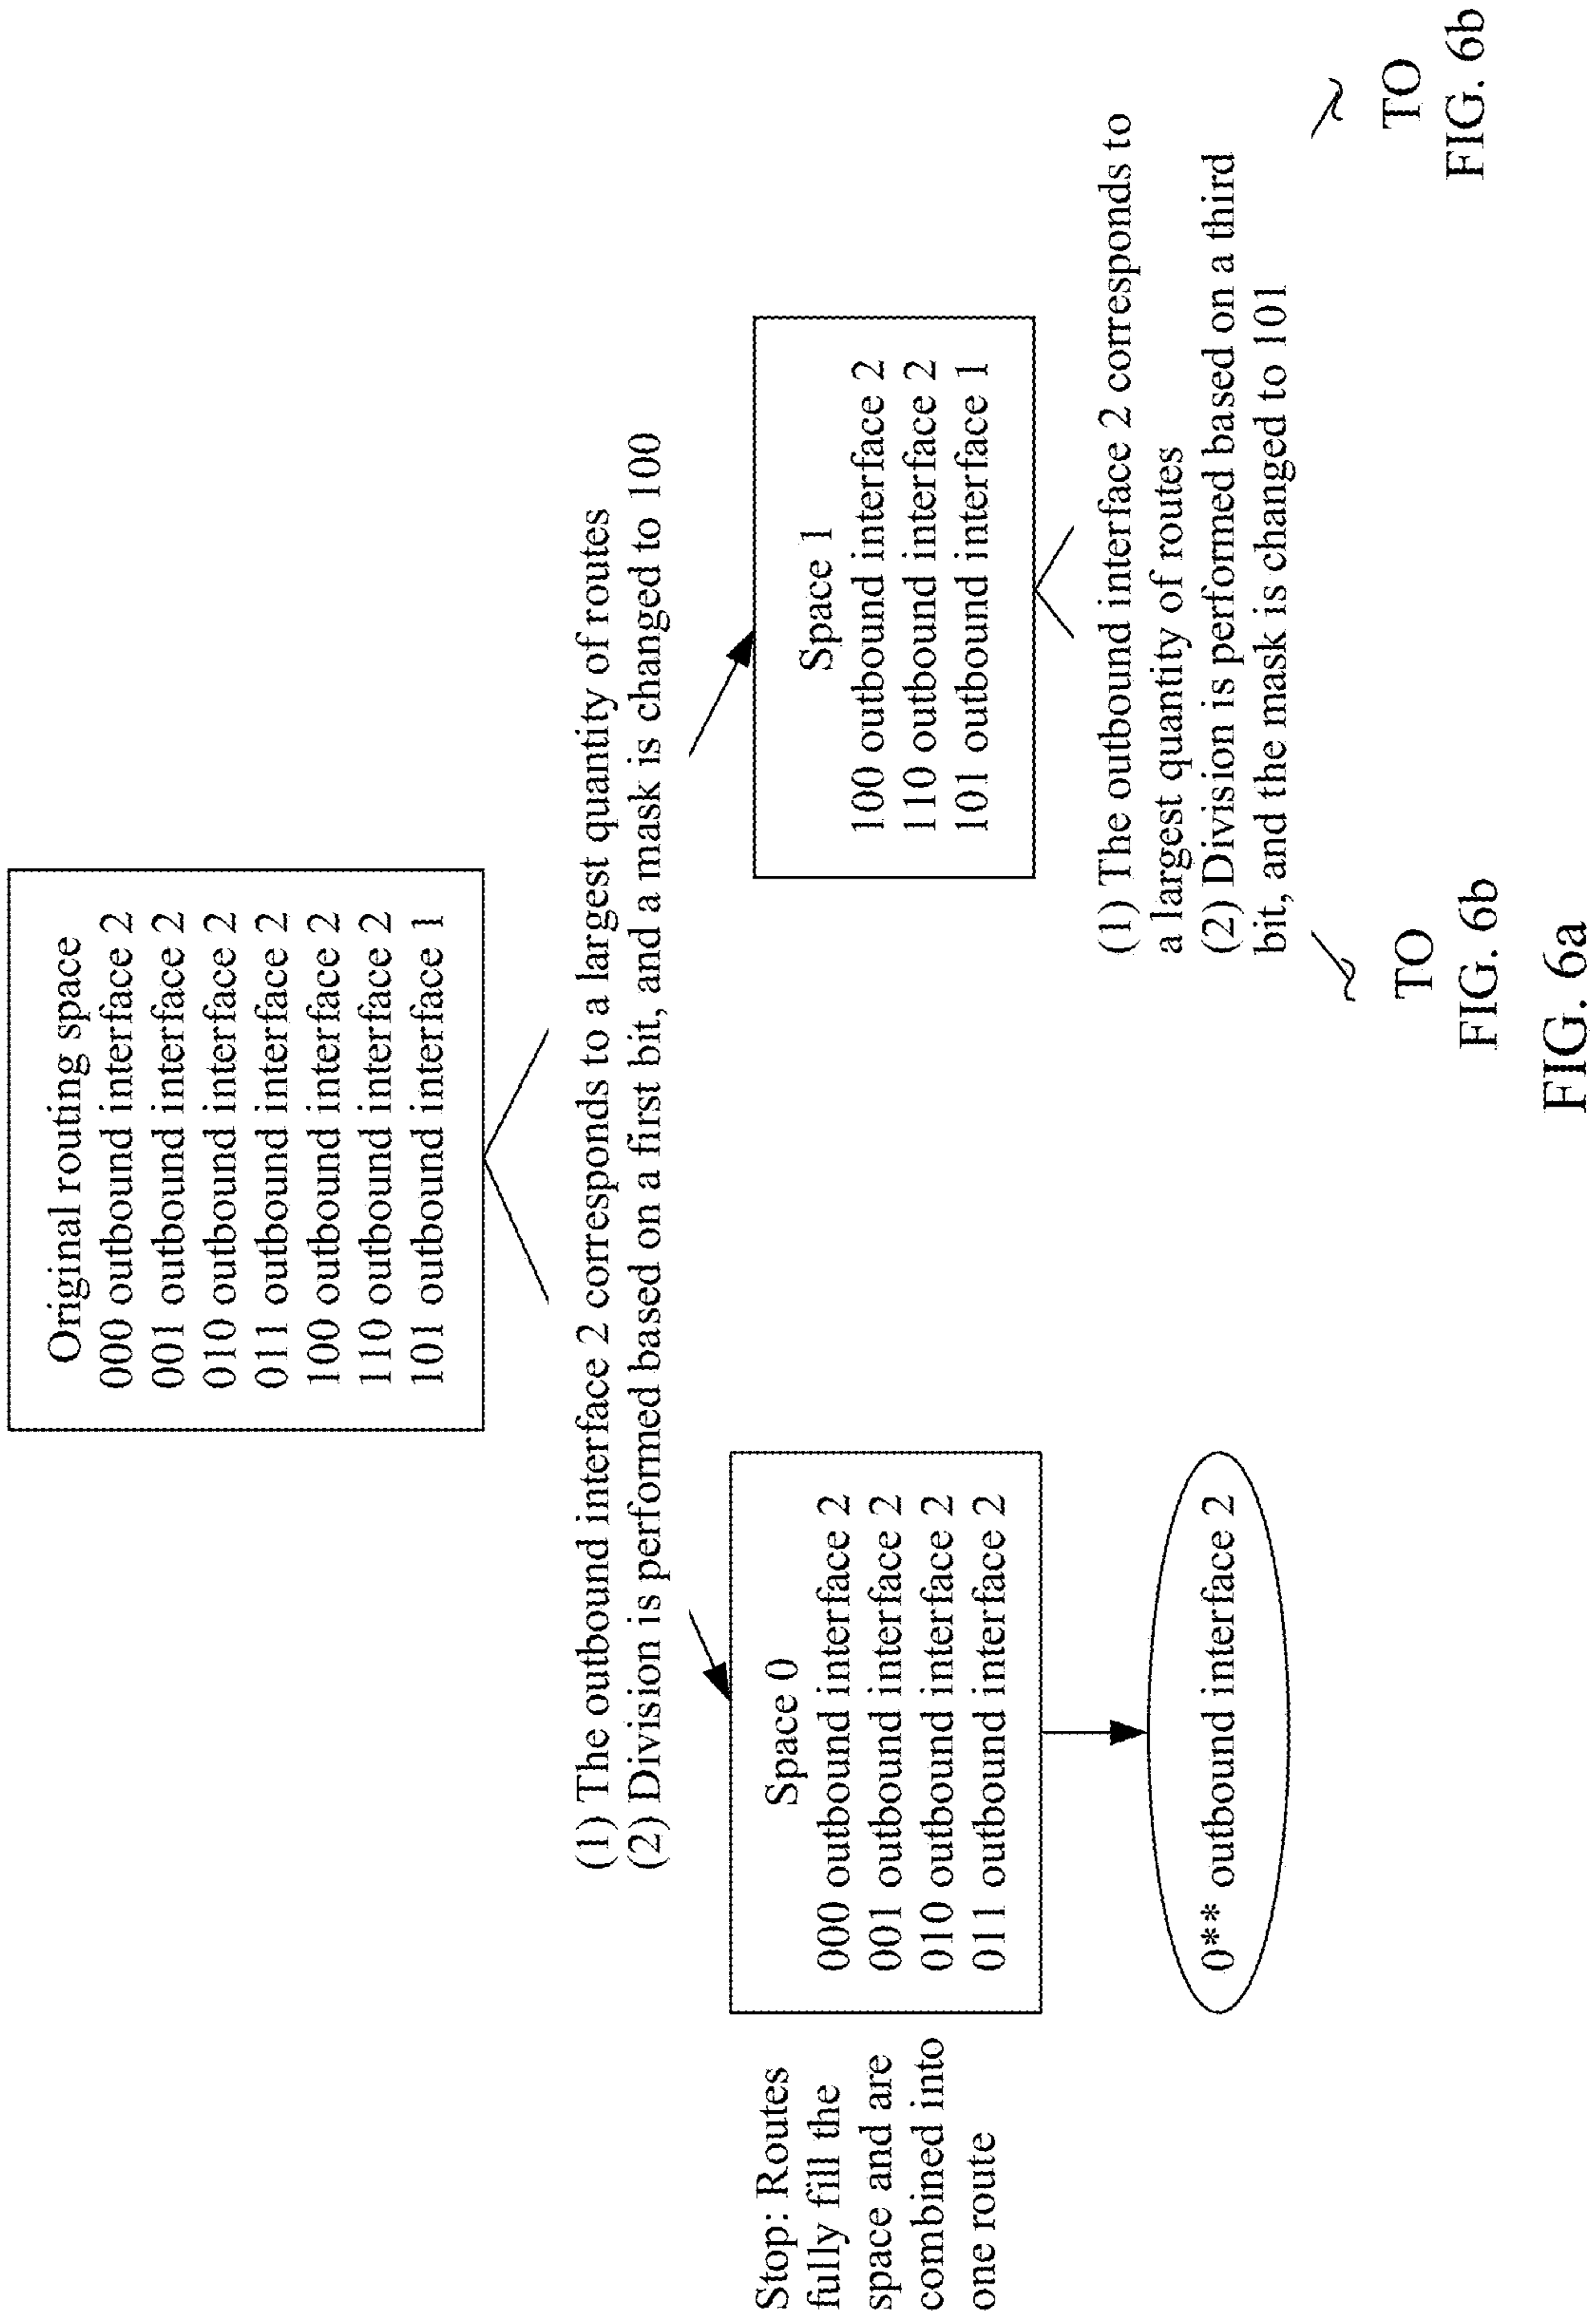 Original routing space
000 outbound interface 2
001 outbound interface 2
010 outbound interface 2
011 outbound interface 2
100 outbound interface 2
110 outbound interface 2
101 outbound interface 1
(1) The outbound interface 2 corresponds to a largest quantity of routes
(2) Division is performed based on a first bit, and a mask is changed to 100
Stop: Routes
fully fill the
space and are
combined into
one route
Space 0
000 outbound interface 2
001 outbound interface 2
010 outbound interface 2
011 outbound interface 2
0** outbound interface 2
Space 1
100 outbound interface 2
110 outbound interface 2
101 outbound interface 1
(1) The outbound interface 2 corresponds to
a largest quantity of routes
(2) Division is performed based on a third
bit, and the mask is changed to 101
TO
FIG. 6b
TO
FIG. 6b
FIG. 6a